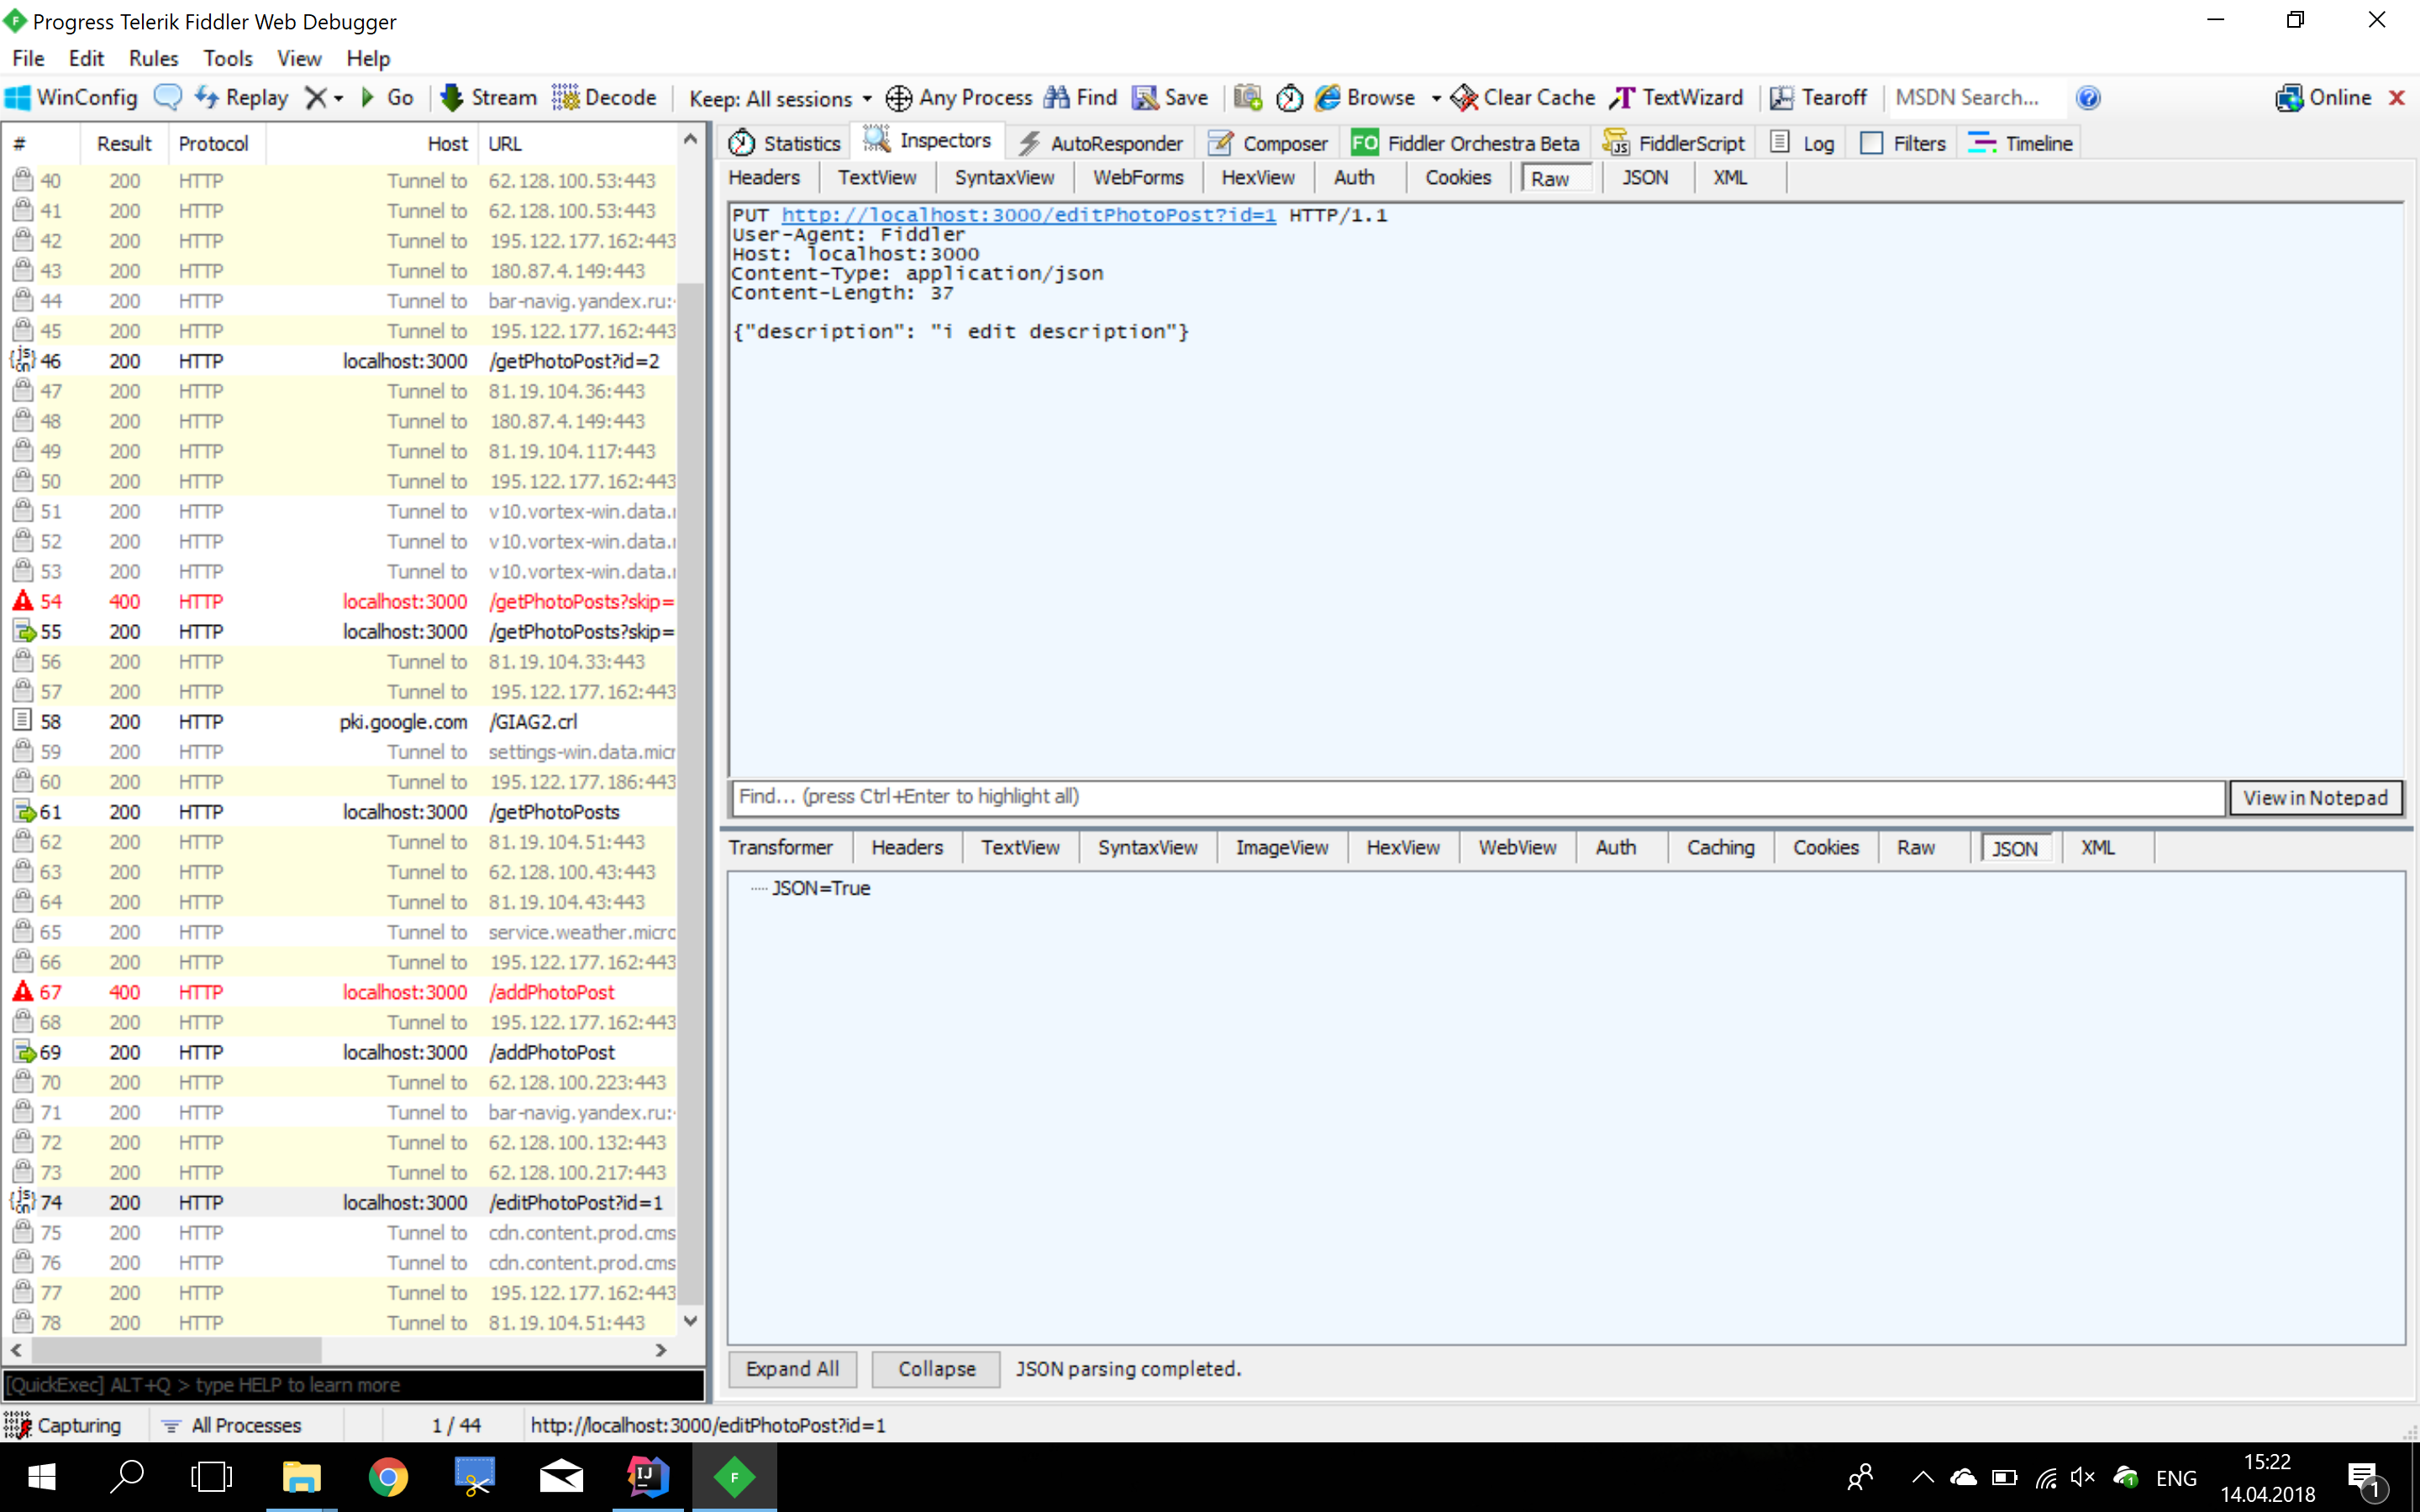 Progress Telerik Fiddler Web Debugger
File Edit Rules Tools View Help
WinConfig Replay Go Stream Decode Keep: All sessions Any Process Find Save Browse Clear Cache TextWizard Tearoff MSDN Search... Online
# Result Protocol Host URL
40 200 HTTP Tunnel to 62.128.100.53:443
41 200 HTTP Tunnel to 62.128.100.53:443
42 200 HTTP Tunnel to 195.122.177.162:443
43 200 HTTP Tunnel to 180.87.4.149:443
44 200 HTTP Tunnel to bar-navig.yandex.ru:
45 200 HTTP Tunnel to 195.122.177.162:443
46 200 HTTP localhost:3000 /getPhotoPost?id=2
47 200 HTTP Tunnel to 81.19.104.36:443
48 200 HTTP Tunnel to 180.87.4.149:443
49 200 HTTP Tunnel to 81.19.104.117:443
50 200 HTTP Tunnel to 195.122.177.162:443
51 200 HTTP Tunnel to v10.vortex-win.data.
52 200 HTTP Tunnel to v10.vortex-win.data.
53 200 HTTP Tunnel to v10.vortex-win.data.
54 400 HTTP localhost:3000 /getPhotoPosts?skip=
55 200 HTTP localhost:3000 /getPhotoPosts?skip=
56 200 HTTP Tunnel to 81.19.104.33:443
57 200 HTTP Tunnel to 195.122.177.162:443
58 200 HTTP pki.google.com /GIAG2.crl
59 200 HTTP Tunnel to settings-win.data.micr
60 200 HTTP Tunnel to 195.122.177.186:443
61 200 HTTP localhost:3000 /getPhotoPosts
62 200 HTTP Tunnel to 81.19.104.51:443
63 200 HTTP Tunnel to 62.128.100.43:443
64 200 HTTP Tunnel to 81.19.104.43:443
65 200 HTTP Tunnel to service.weather.micro
66 200 HTTP Tunnel to 195.122.177.162:443
67 400 HTTP localhost:3000 /addPhotoPost
68 200 HTTP Tunnel to 195.122.177.162:443
69 200 HTTP localhost:3000 /addPhotoPost
70 200 HTTP Tunnel to 62.128.100.223:443
71 200 HTTP Tunnel to bar-navig.yandex.ru:
72 200 HTTP Tunnel to 62.128.100.132:443
73 200 HTTP Tunnel to 62.128.100.217:443
74 200 HTTP localhost:3000 /editPhotoPost?id=1
75 200 HTTP Tunnel to cdn.content.prod.cms
76 200 HTTP Tunnel to cdn.content.prod.cms
77 200 HTTP Tunnel to 195.122.177.162:443
78 200 HTTP Tunnel to 81.19.104.51:443
[QuickExec] ALT+Q > type HELP to learn more
Statistics Inspectors AutoResponder Composer FO Fiddler Orchestra Beta FiddlerScript Log Filters Timeline
Headers TextView SyntaxView WebForms HexView Auth Cookies Raw JSON XML
PUT http://localhost:3000/editPhotoPost?id=1 HTTP/1.1
User-Agent: Fiddler
Host: localhost:3000
Content-Type: application/json
Content-Length: 37
{"description": "i edit description"}
Find... (press Ctrl+Enter to highlight all) View in Notepad
Transformer Headers TextView SyntaxView ImageView HexView WebView Auth Caching Cookies Raw JSON XML
JSON=True
Expand All Collapse JSON parsing completed.
Capturing All Processes 1 / 44 http://localhost:3000/editPhotoPost?id=1
ENG 15:22
14.04.2018
1